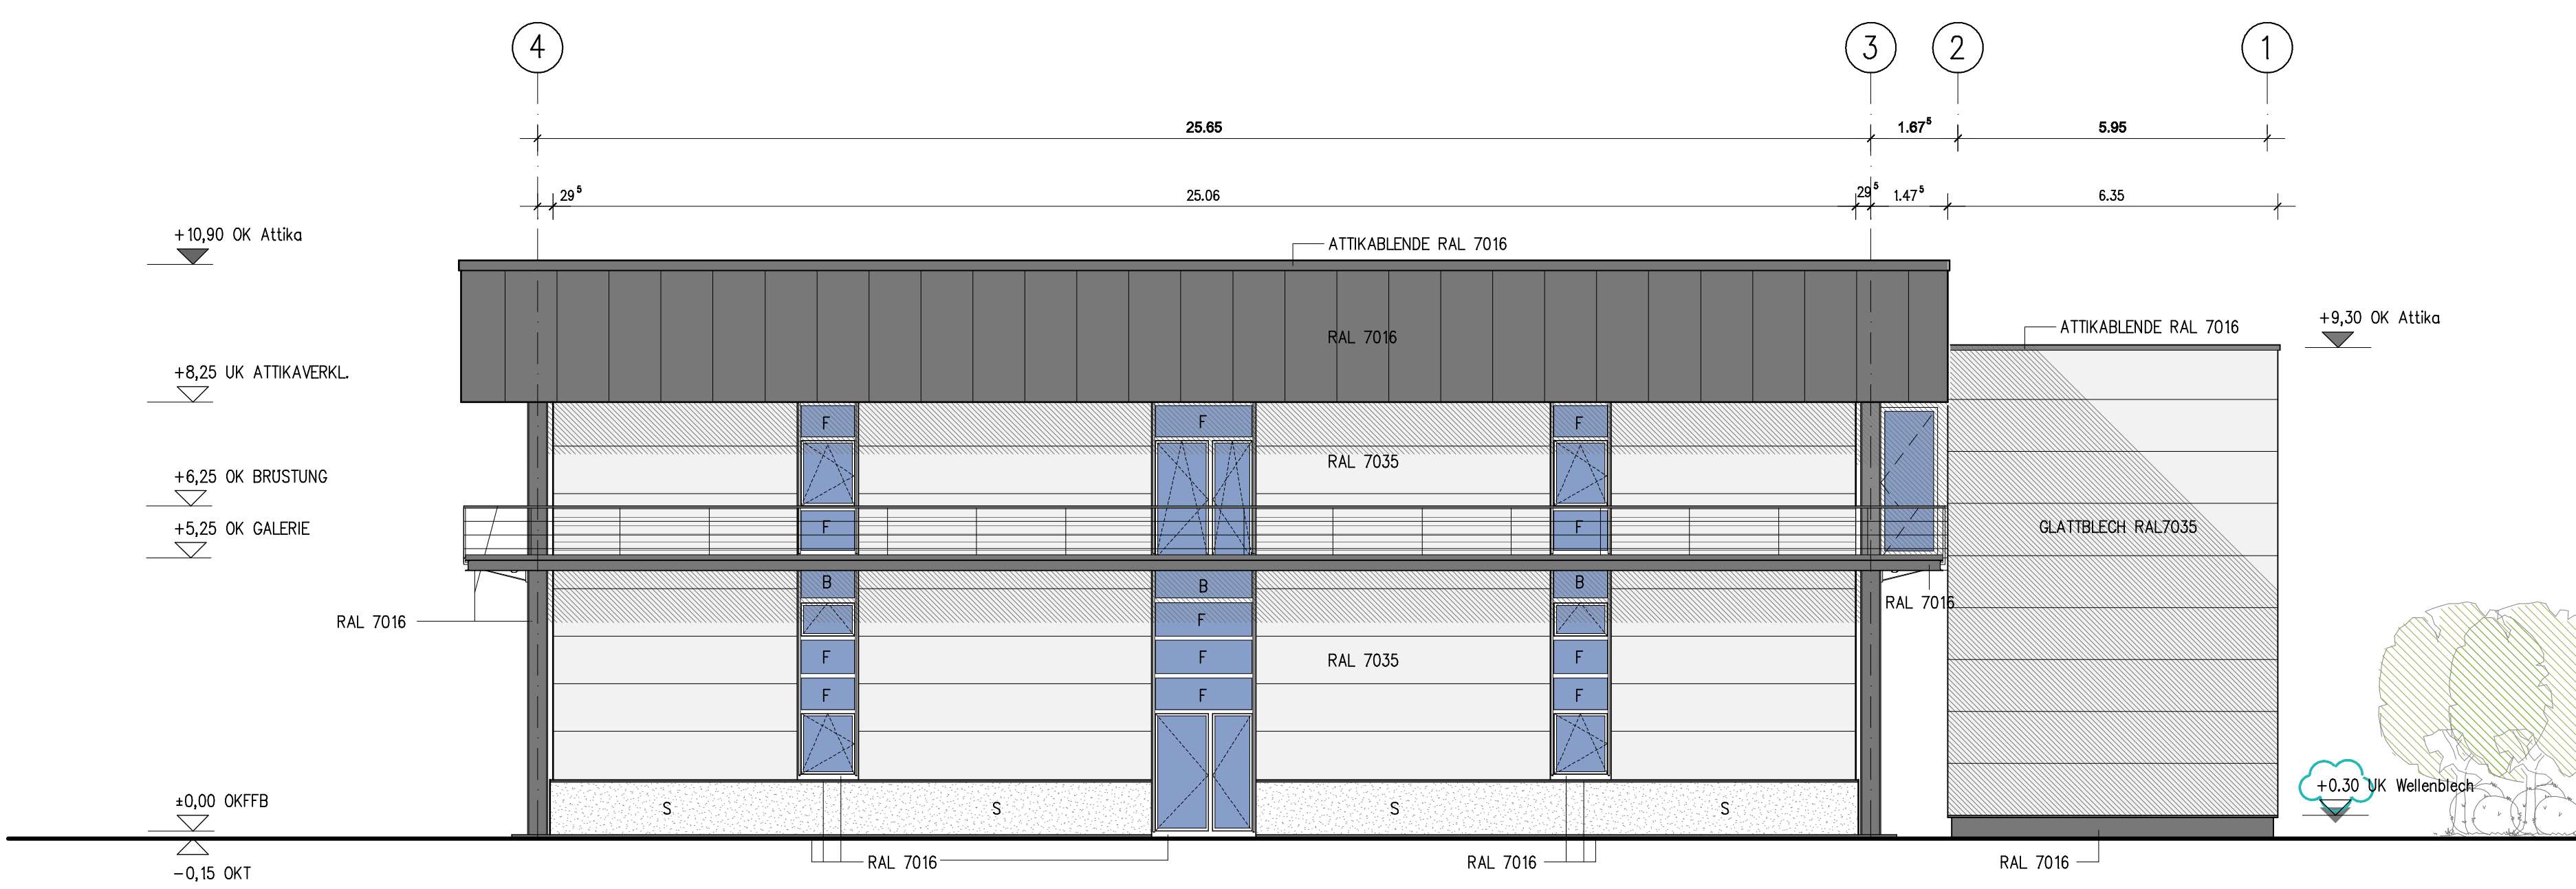 4
3
2
1
25.65
1.67⁵
5.95
29⁵
25.06
29⁵
1.47⁵
6.35
+10,90 OK Attika
ATTIKABLENDE RAL 7016
+9,30 OK Attika
ATTIKABLENDE RAL 7016
RAL 7016
+8,25 UK ATTIKAVERKL.
F
F
F
RAL 7035
+6,25 OK BRÜSTUNG
+5,25 OK GALERIE
F
F
GLATTBLECH RAL7035
B
B
B
RAL 7016
RAL 7016
F
F
F
F
RAL 7035
F
F
F
+0.30 UK Wellenblech
±0,00 OKFFB
S
S
S
S
RAL 7016
RAL 7016
RAL 7016
-0,15 OKT